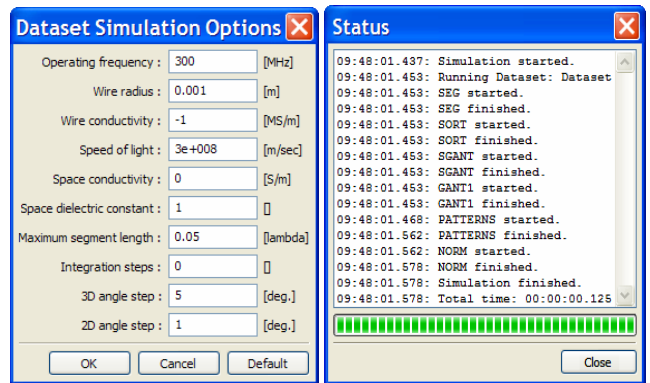 Dataset Simulation Options
Operating frequency : 300 [MHz]
Wire radius : 0.001 [m]
Wire conductivity : -1 [MS/m]
Speed of light : 3e+008 [m/sec]
Space conductivity : 0 [S/m]
Space dielectric constant : 1 []
Maximum segment length : 0.05 [lambda]
Integration steps : 0 []
3D angle step : 5 [deg.]
2D angle step : 1 [deg.]
OK Cancel Default
Status
09:48:01.437: Simulation started.
09:48:01.453: Running Dataset: Dataset
09:48:01.453: SEG started.
09:48:01.453: SEG finished.
09:48:01.453: SORT started.
09:48:01.453: SORT finished.
09:48:01.453: SGANT started.
09:48:01.453: SGANT finished.
09:48:01.453: GANT1 started.
09:48:01.453: GANT1 finished.
09:48:01.468: PATTERNS started.
09:48:01.562: PATTERNS finished.
09:48:01.562: NORM started.
09:48:01.578: NORM finished.
09:48:01.578: Simulation finished.
09:48:01.578: Total time: 00:00:00.125
Close